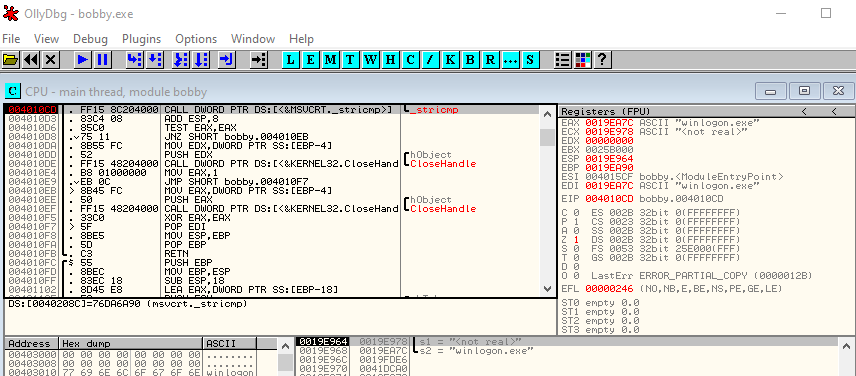 OllyDbg - bobby.exe
File View Debug Plugins Options Window Help
L E M T W H C / K B R ... S ?
C CPU - main thread, module bobby
004010CD . FF15 8C204000 CALL DWORD PTR DS:[<&MSVCRT._stricmp>] _stricmp
004010D3 . 83C4 08 ADD ESP,8
004010D6 . 85C0 TEST EAX,EAX
004010D8 . 75 11 JNZ SHORT bobby.004010EB
004010DA . 8B55 FC MOV EDX,DWORD PTR SS:[EBP-4]
004010DD . 52 PUSH EDX hObject
004010DE . FF15 48204000 CALL DWORD PTR DS:[<&KERNEL32.CloseHand CloseHandle
004010E4 . B8 01000000 MOV EAX,1
004010E9 . EB 0C JMP SHORT bobby.004010F7
004010EB > 8B45 FC MOV EAX,DWORD PTR SS:[EBP-4]
004010EE . 50 PUSH EAX hObject
004010EF . FF15 48204000 CALL DWORD PTR DS:[<&KERNEL32.CloseHand CloseHandle
004010F5 . 33C0 XOR EAX,EAX
004010F7 > 5F POP EDI
004010F8 . 8BE5 MOV ESP,EBP
004010FA . 5D POP EBP
004010FB . C3 RETN
004010FC $ 55 PUSH EBP
004010FD . 8BEC MOV EBP,ESP
004010FF . 83EC 18 SUB ESP,18
00401102 . 8D45 E8 LEA EAX,DWORD PTR SS:[EBP-18]
DS:[0040208C]=76DA6A90 (msvcrt._stricmp)
Registers (FPU) < <
EAX 0019EA7C ASCII "winlogon.exe"
ECX 0019E978 ASCII "<not real>"
EDX 00000000
EBX 0025B000
ESP 0019E964
EBP 0019EA90
ESI 004015CF bobby.<ModuleEntryPoint>
EDI 0019EA7C ASCII "winlogon.exe"
EIP 004010CD bobby.004010CD
C 0 ES 002B 32bit 0(FFFFFFFF)
P 1 CS 0023 32bit 0(FFFFFFFF)
A 0 SS 002B 32bit 0(FFFFFFFF)
Z 1 DS 002B 32bit 0(FFFFFFFF)
S 0 FS 0053 32bit 25E000(FFF)
T 0 GS 002B 32bit 0(FFFFFFFF)
D 0
O 0 LastErr ERROR_PARTIAL_COPY (0000012B)
EFL 00000246 (NO,NB,E,BE,NS,PE,GE,LE)
ST0 empty 0.0
ST1 empty 0.0
ST2 empty 0.0
ST3 empty 0.0
Address Hex dump ASCII
00403000 00 00 00 00 00 00 00 00 ........
00403008 00 00 00 00 00 00 00 00 ........
00403010 77 69 6E 6C 6F 67 6F 6E winlogon
0019E964 0019E978 s1 = "<not real>"
0019E968 0019EA7C s2 = "winlogon.exe"
0019E96C 0019FDE6
0019E970 0041DCA0